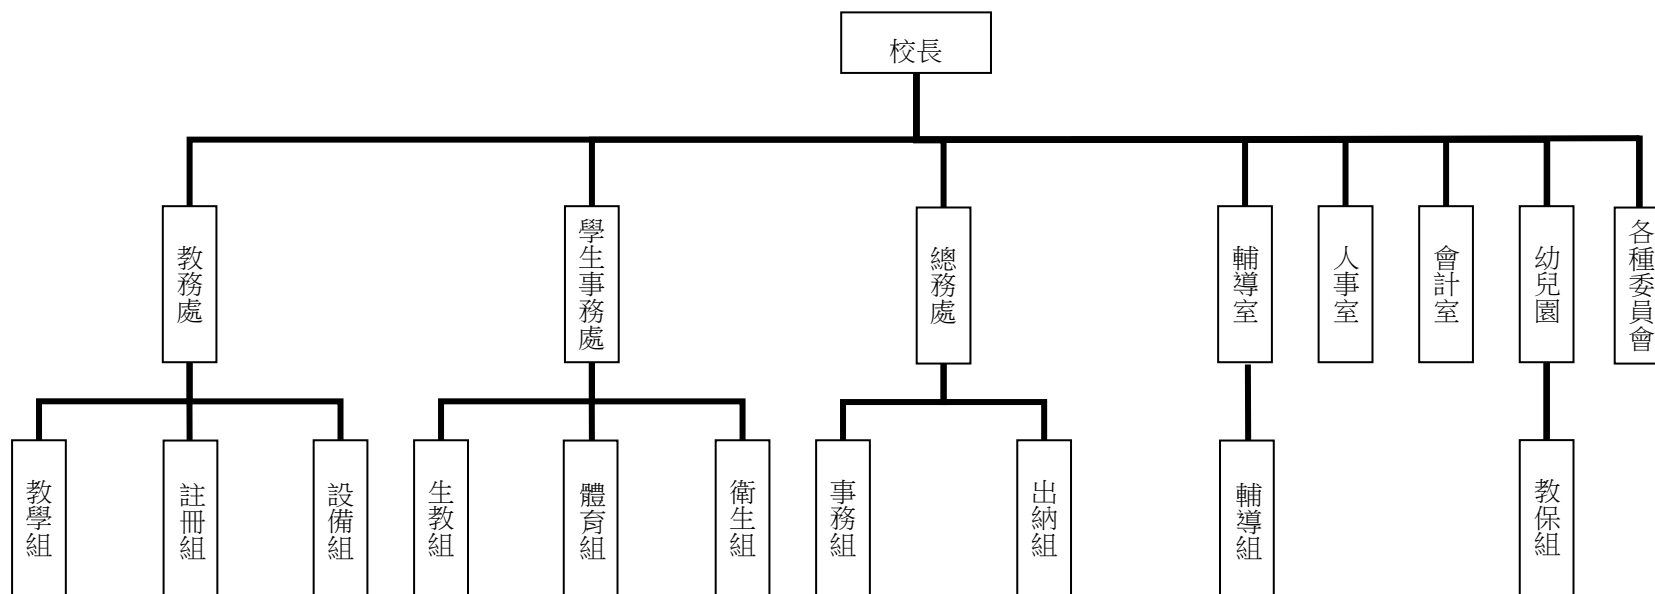 校長
教務處
學生事務處
總務處
輔導室
人事室
會計室
幼兒園
各種委員會
教學組
註冊組
設備組
生教組
體育組
衛生組
事務組
出納組
輔導組
教保組